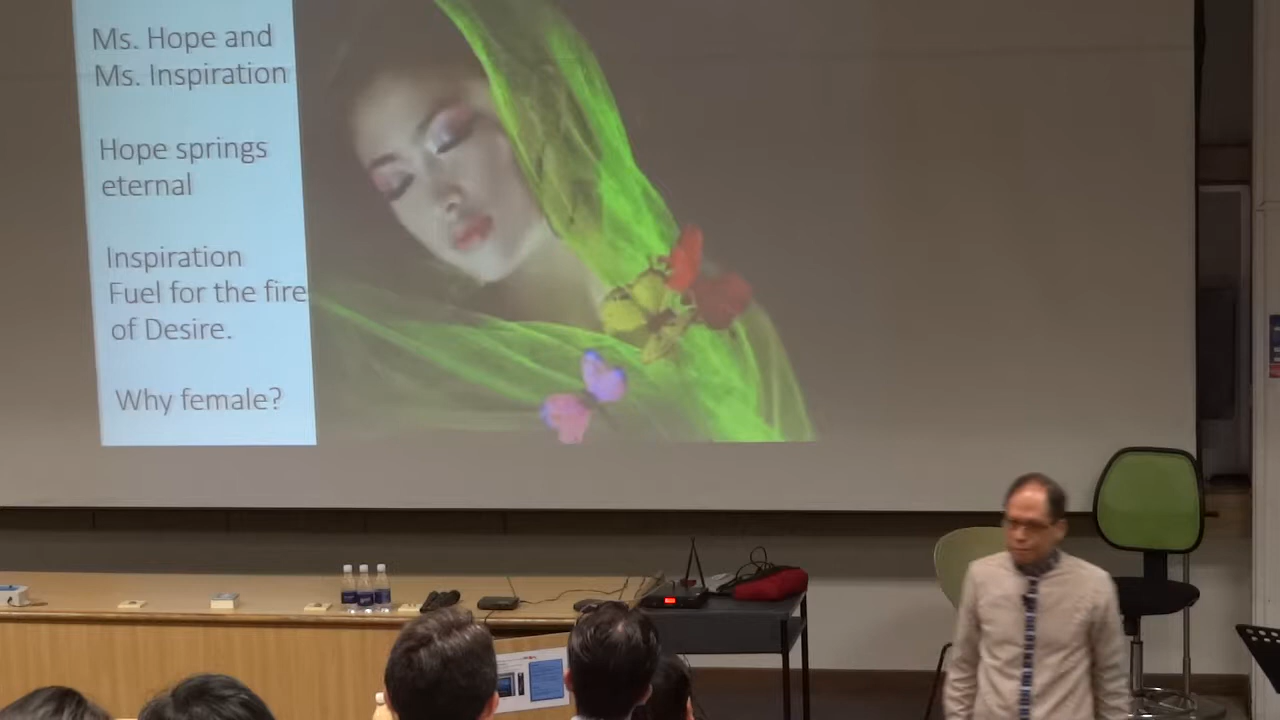 Ms. Hope and
Ms. Inspiration
Hope springs
eternal
Inspiration
Fuel for the fire
of Desire.
Why female?